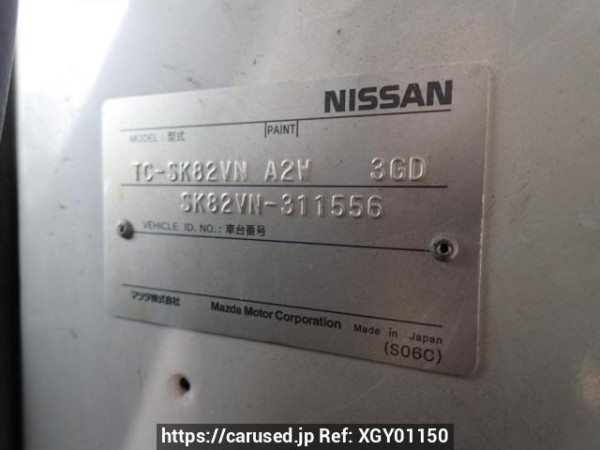 NISSAN
MODEL : 型式 PAINT
TC-SK82VN A2W 3GD
SK82VN-311556
VEHICLE ID. NO. : 車台番号
マツダ株式会社 Mazda Motor Corporation Made in Japan
(S06C)
https://carused.jp Ref: XGY01150